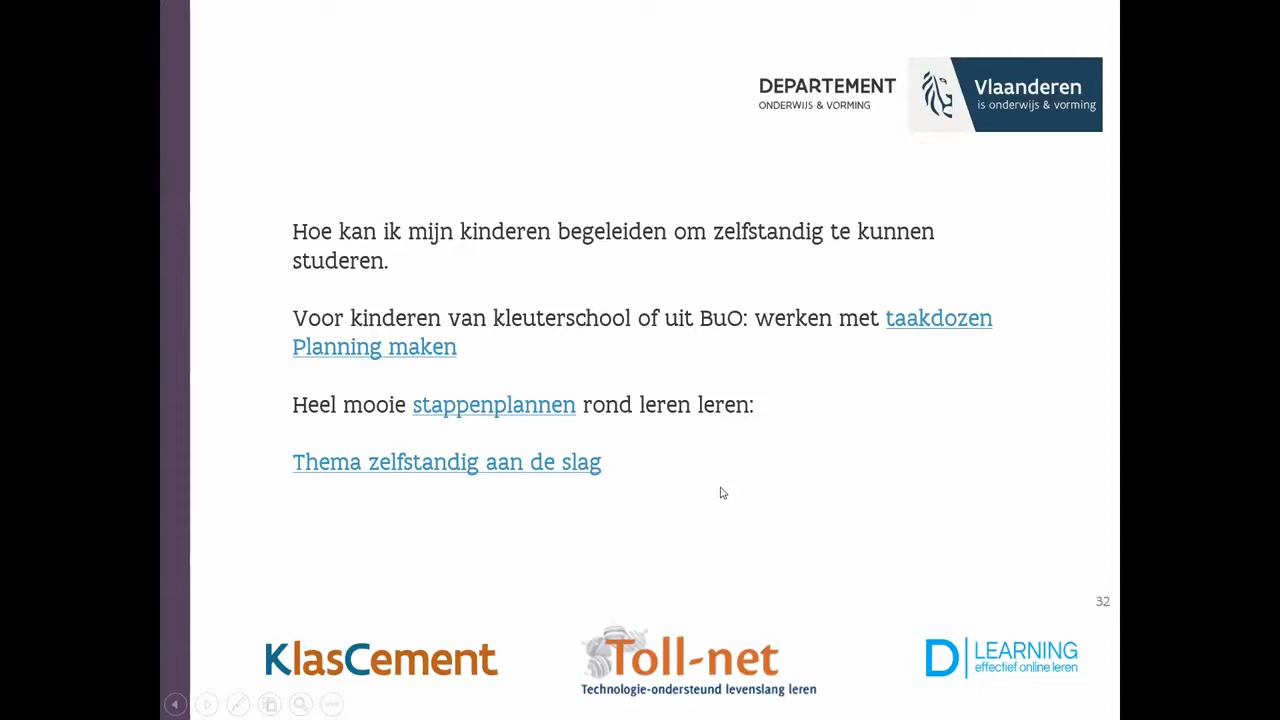 DEPARTEMENT
ONDERWIJS & VORMING
Vlaanderen
is onderwijs & vorming
Hoe kan ik mijn kinderen begeleiden om zelfstandig te kunnen
studeren.
Voor kinderen van kleuterschool of uit BuO: werken met taakdozen
Planning maken
Heel mooie stappenplannen rond leren leren:
Thema zelfstandig aan de slag
32
KlasCement
Toll-net
Technologie-ondersteund levenslang leren
D LEARNING
effectief online leren